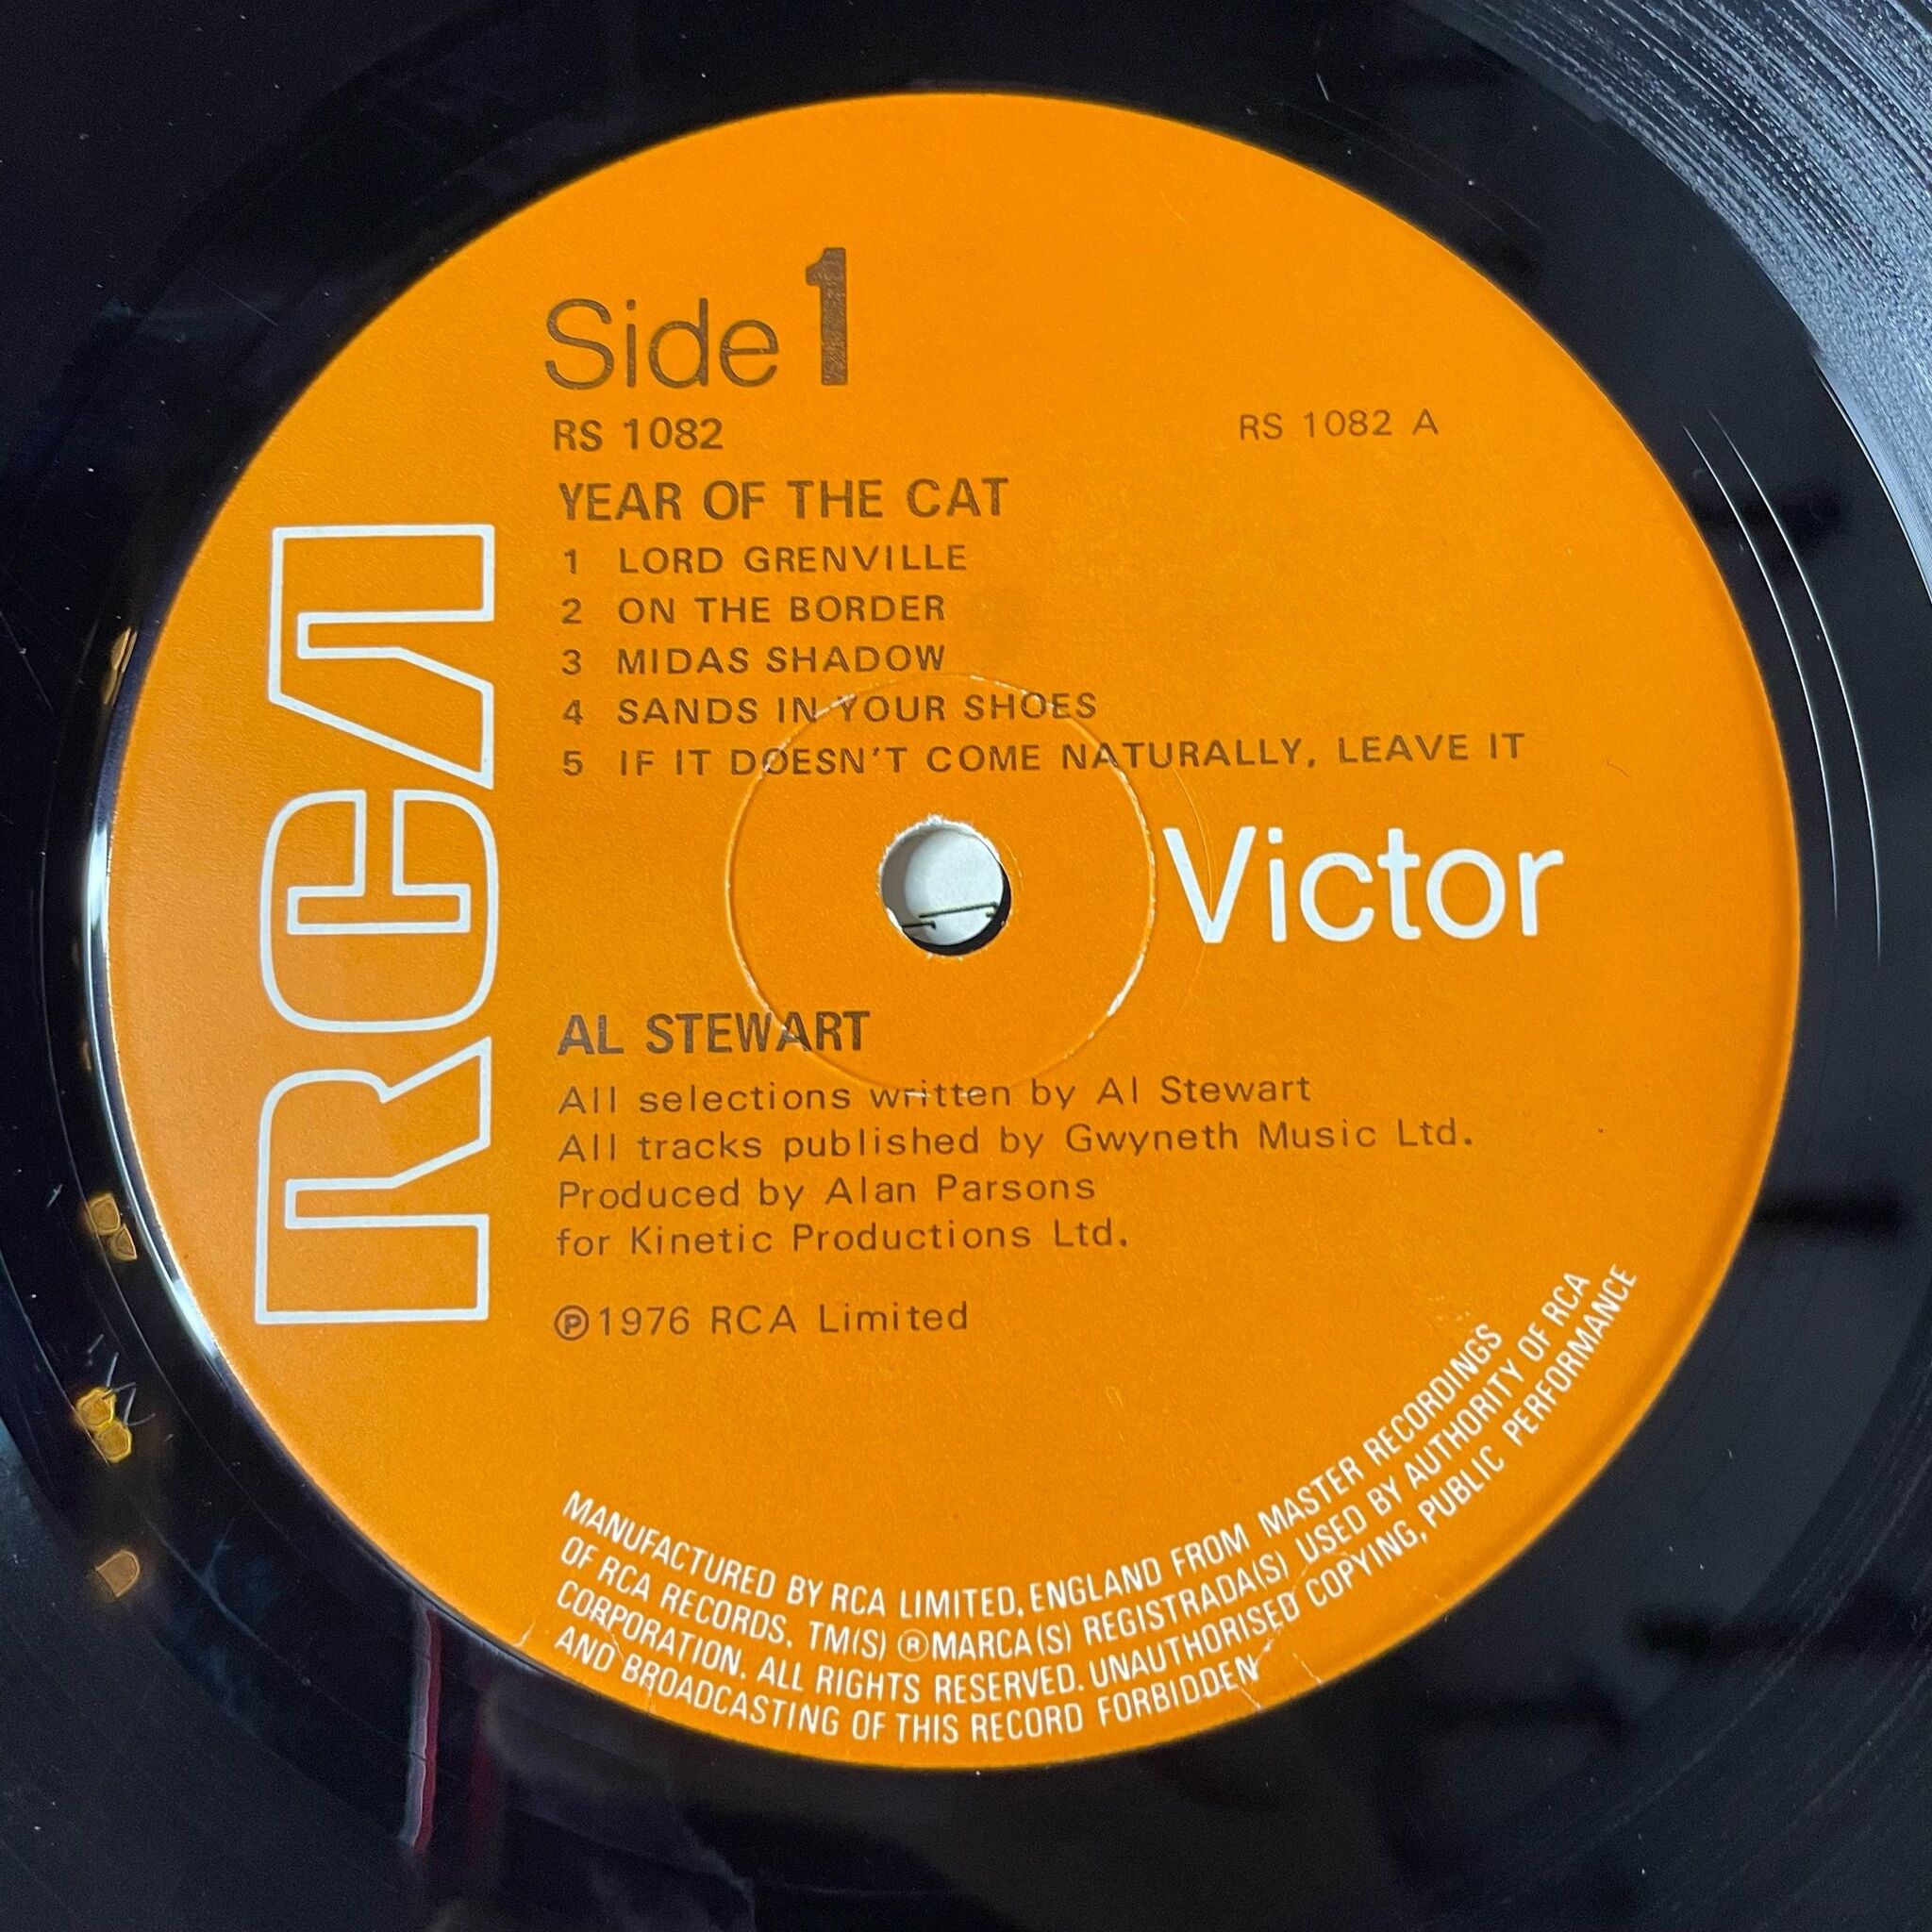 Side 1
RS 1082
RS 1082 A
YEAR OF THE CAT
1 LORD GRENVILLE
2 ON THE BORDER
3 MIDAS SHADOW
4 SANDS IN YOUR SHOES
5 IF IT DOESN'T COME NATURALLY, LEAVE IT
RCA
Victor
AL STEWART
All selections written by Al Stewart
All tracks published by Gwyneth Music Ltd.
Produced by Alan Parsons
for Kinetic Productions Ltd.
℗1976 RCA Limited
MANUFACTURED BY RCA LIMITED, ENGLAND FROM MASTER RECORDINGS
OF RCA RECORDS. TM(S) ®MARCA(S) REGISTRADA(S) USED BY AUTHORITY OF RCA
CORPORATION. ALL RIGHTS RESERVED. UNAUTHORISED COPYING, PUBLIC PERFORMANCE
AND BROADCASTING OF THIS RECORD FORBIDDEN